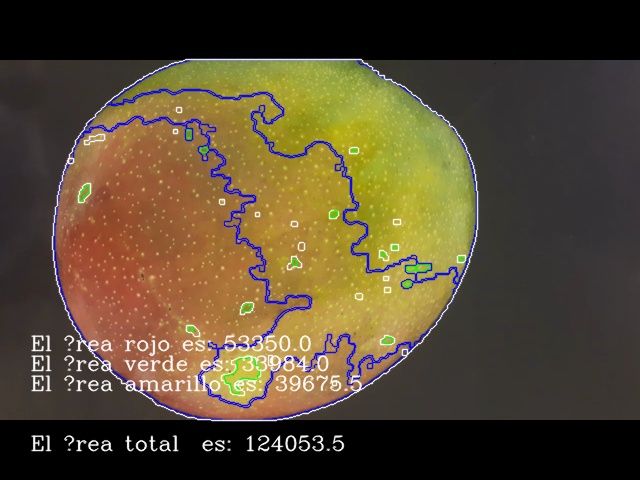 El ?rea rojo es: 53350.0
El ?rea verde es: 33984.0
El ?rea amarillo es: 39675.5
El ?rea total es: 124053.5